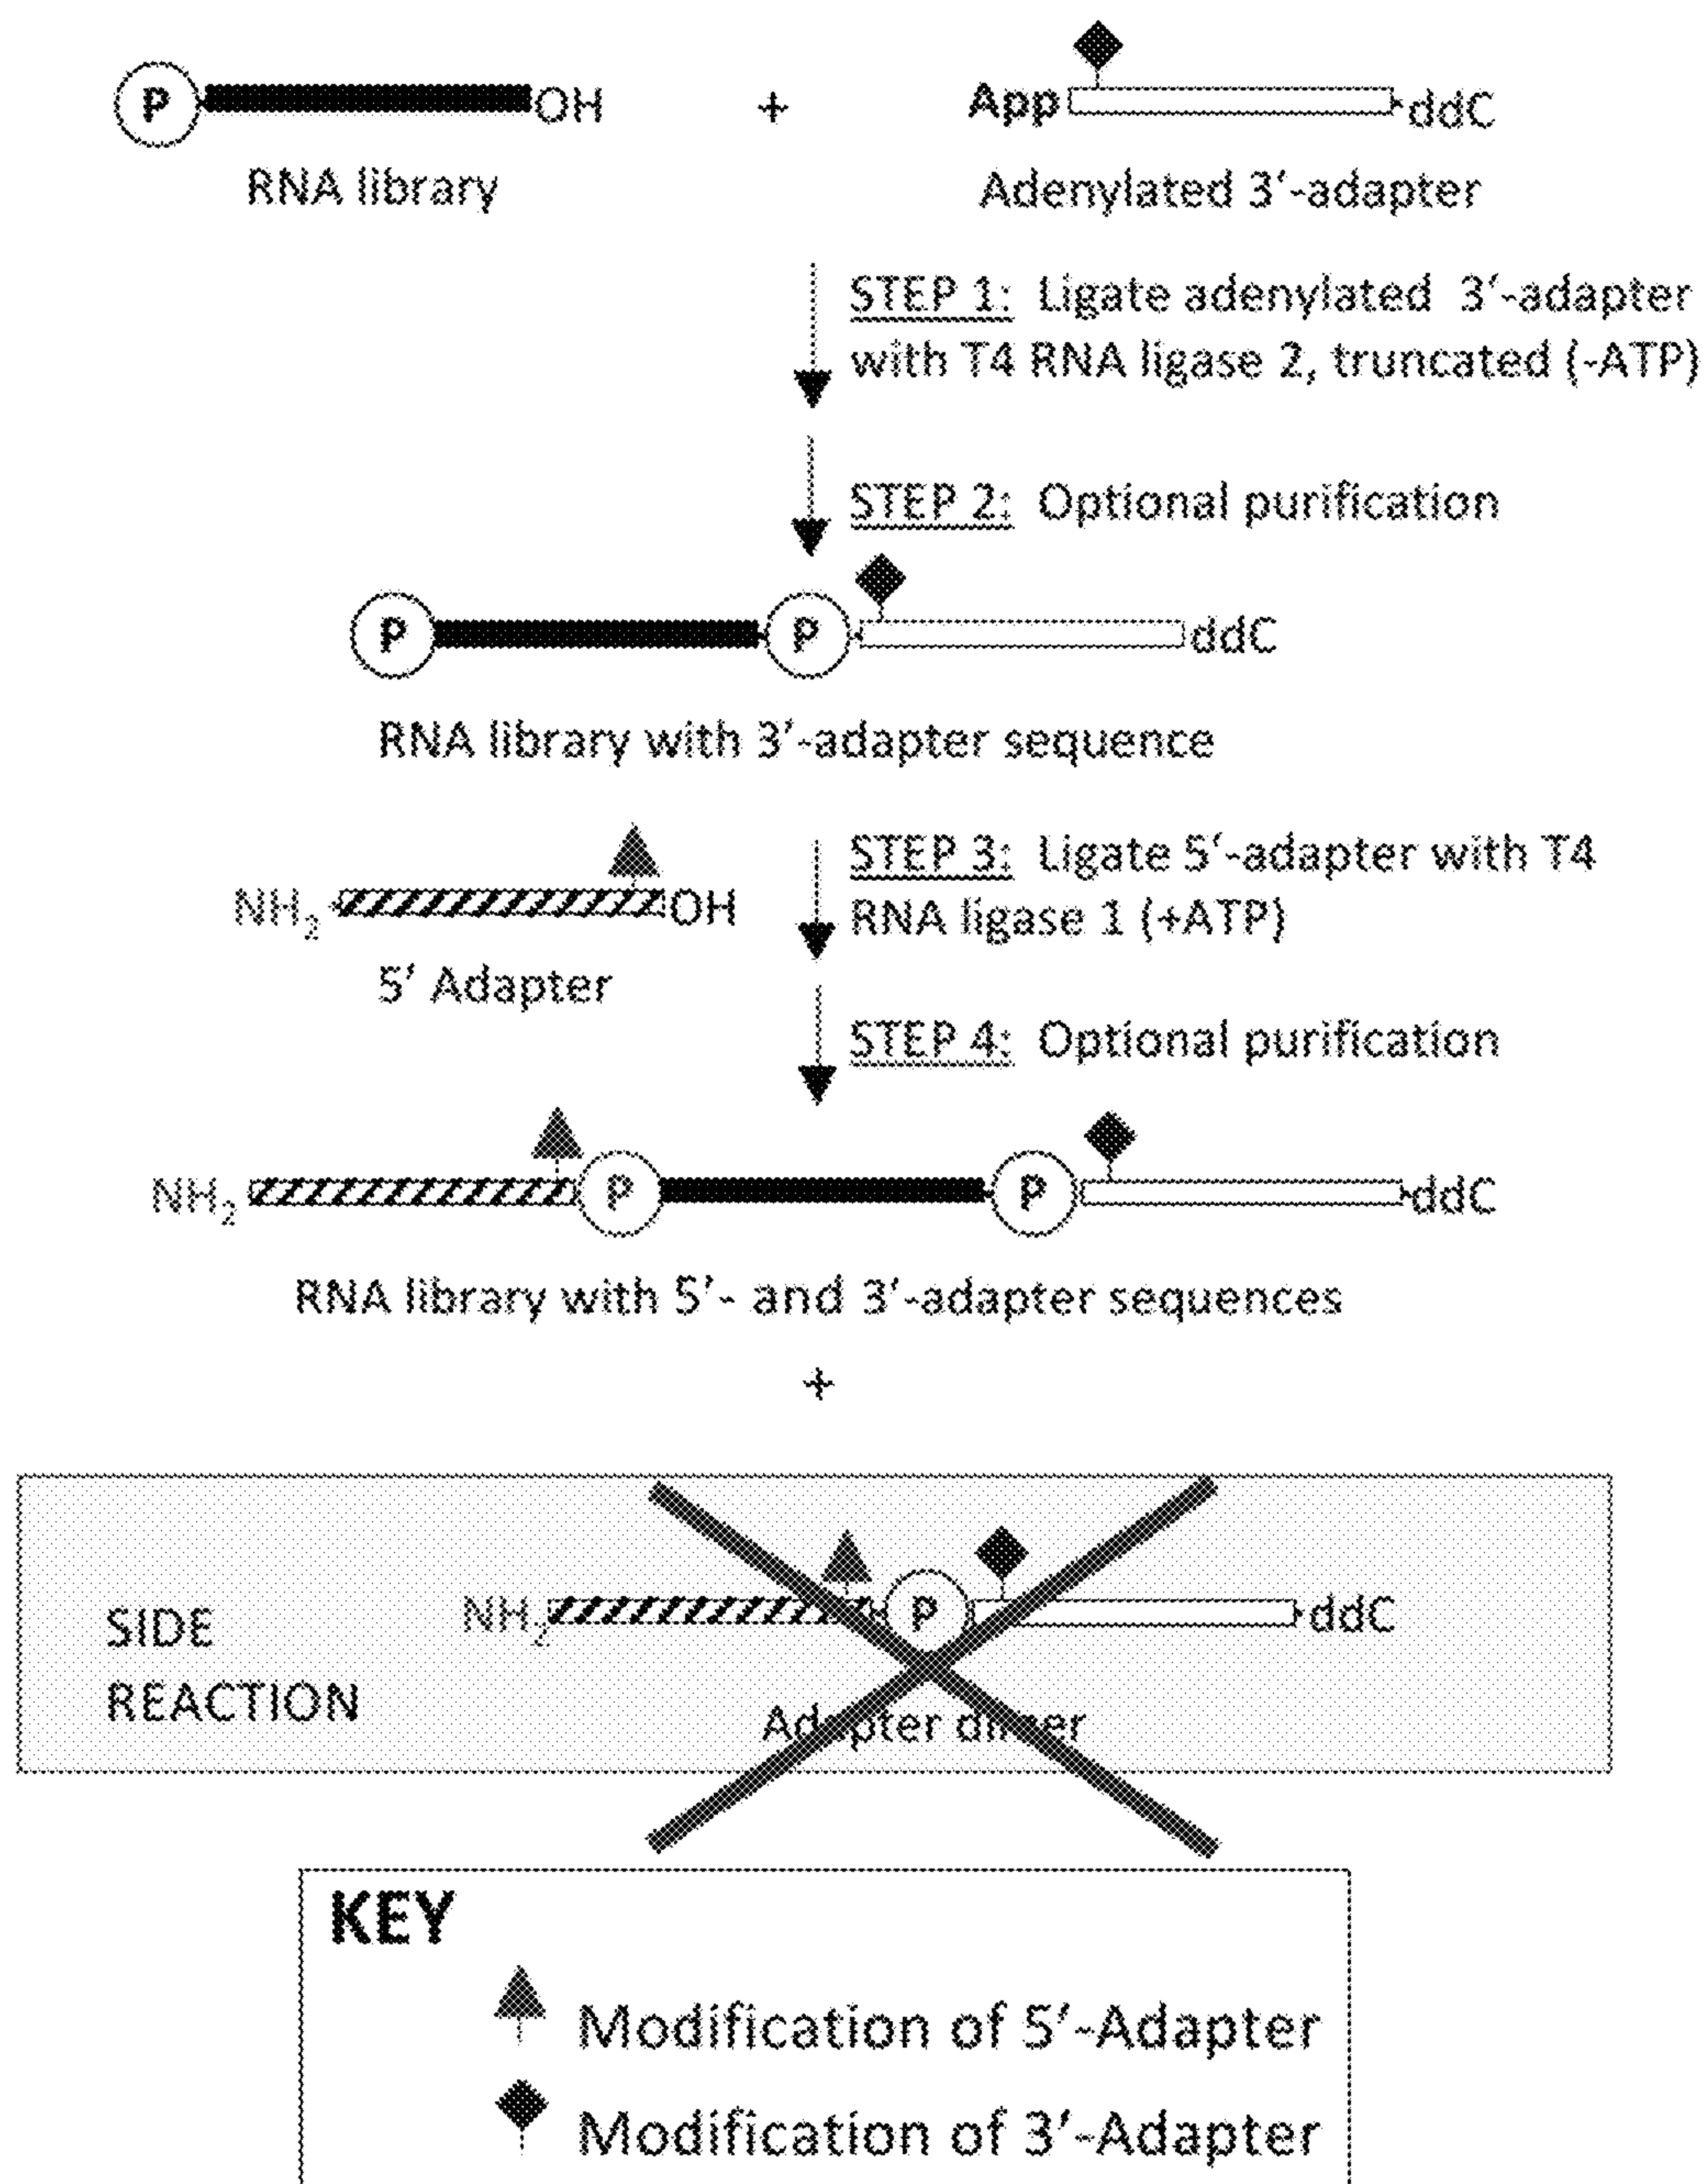 P OH + App ddC
RNA library Adenylated 3′-adapter
STEP 1: Ligate adenylated 3′-adapter
with T4 RNA ligase 2, truncated (-ATP)
STEP 2: Optional purification
P P ddC
RNA library with 3′-adapter sequence
STEP 3: Ligate 5′-adapter with T4
RNA ligase 1 (+ATP)
NH₂ OH
5′ Adapter
STEP 4: Optional purification
NH₂ P P ddC
RNA library with 5′- and 3′-adapter sequences
+
SIDE
REACTION
NH₂ P ddC
Adapter dimer
KEY
Modification of 5′-Adapter
Modification of 3′-Adapter